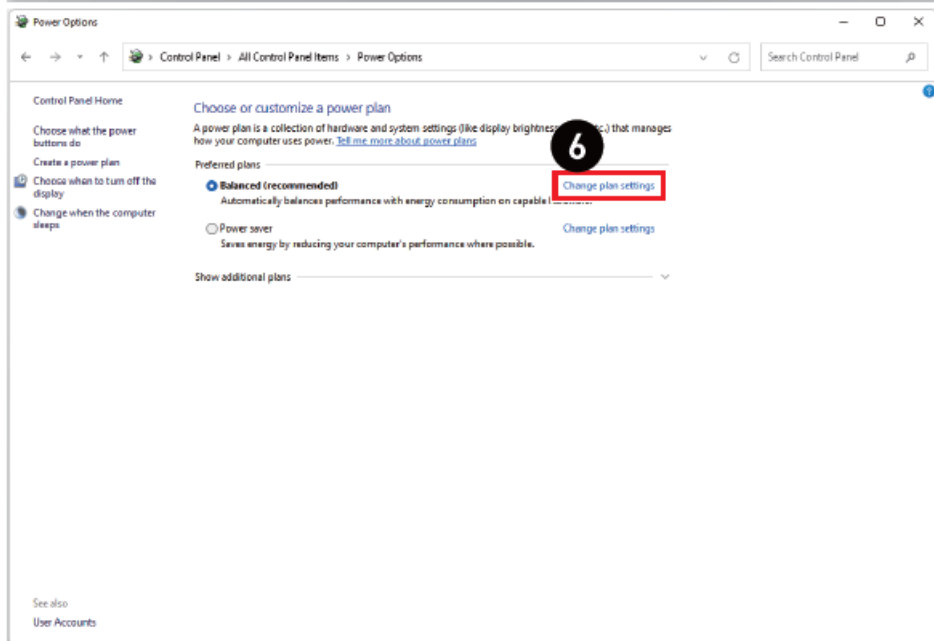 Power Options
Control Panel > All Control Panel Items > Power Options
Search Control Panel
Control Panel Home
Choose what the power
buttons do
Create a power plan
Choose when to turn off the
display
Change when the computer
sleeps
Choose or customize a power plan
A power plan is a collection of hardware and system settings (like display brightness, etc.) that manages
how your computer uses power. Tell me more about power plans
6
Preferred plans
Balanced (recommended)
Change plan settings
Automatically balances performance with energy consumption on capable
Power saver
Change plan settings
Saves energy by reducing your computer's performance where possible.
Show additional plans
See also
User Accounts